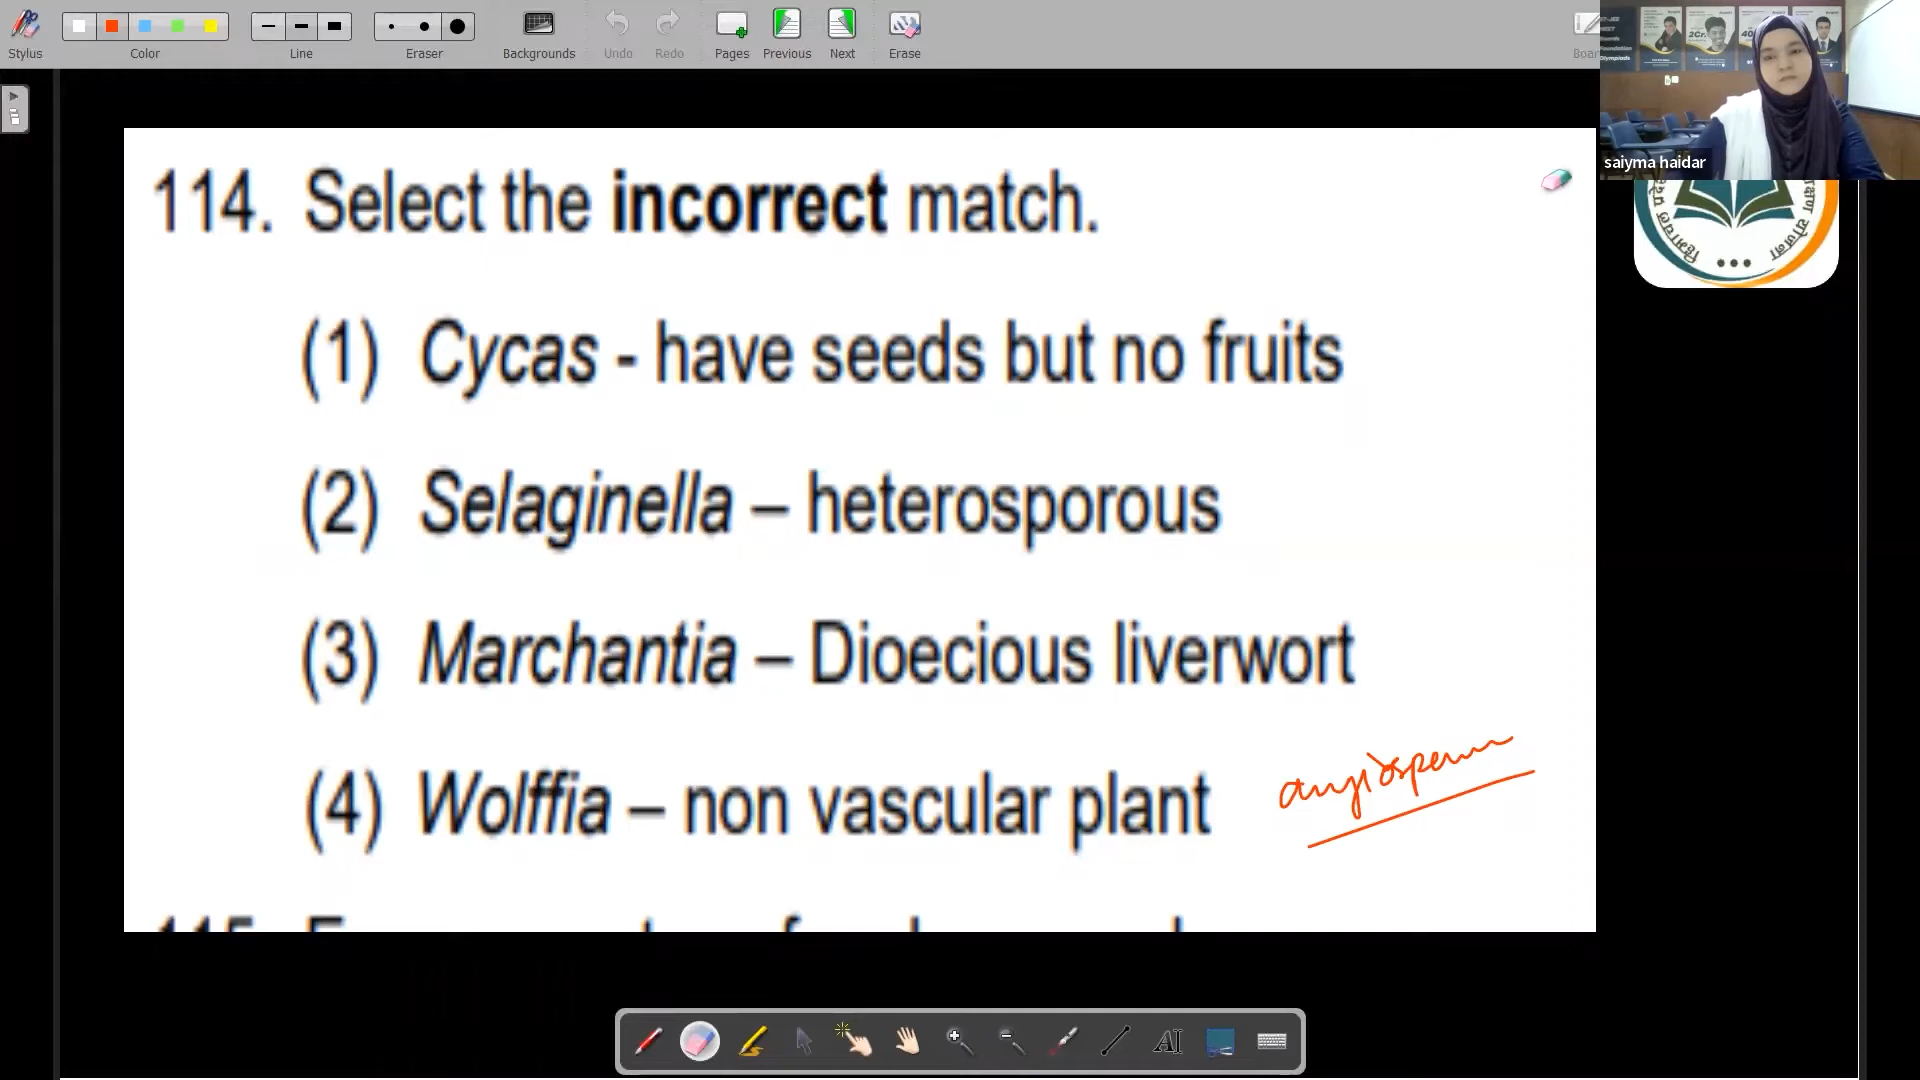 Stylus
Color
Line
Eraser
Backgrounds
Undo
Redo
Pages
Previous
Next
Erase
saiyma haidar
114. Select the incorrect match.
(1) Cycas - have seeds but no fruits
(2) Selaginella – heterosporous
(3) Marchantia – Dioecious liverwort
(4) Wolffia – non vascular plant
angiosperm